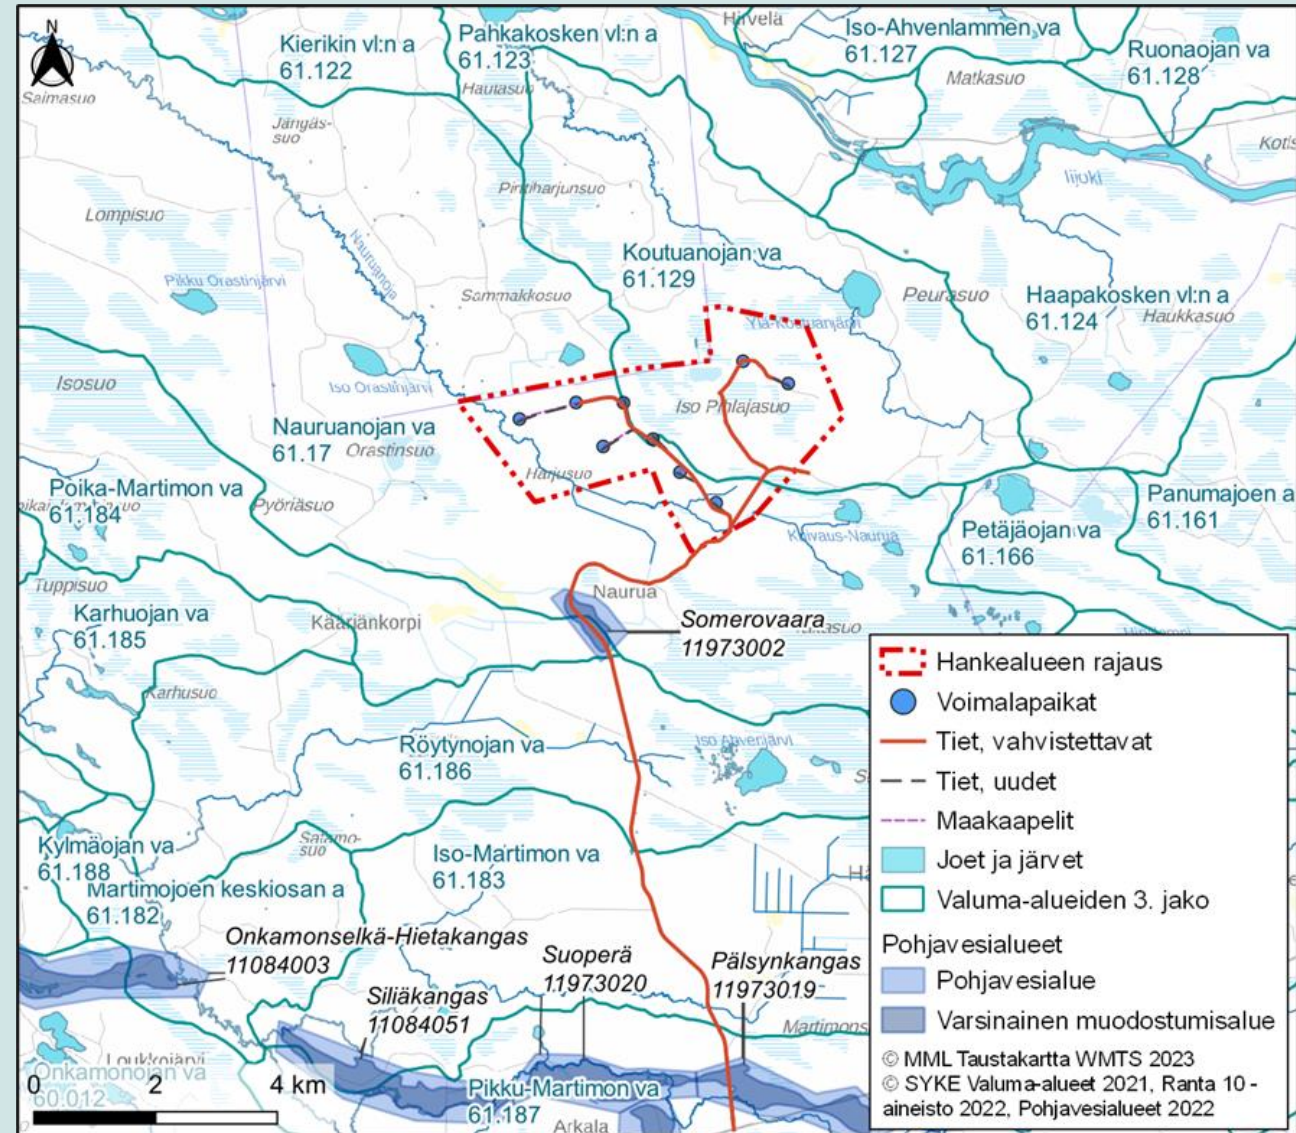 N
Hirvelä
Kierikin vl:n a
61.122
Pahkakosken vl:n a
61.123
Iso-Ahvenlammen va
61.127
Ruonaojan va
61.128
Saimasuo
Hautasuo
Matkasuo
Jängäs-
suo
Iijoki
Pirttiharjunsuo
Lompisuo
Nauruanoja
Koutuanojan va
61.129
Pikku Orastinjärvi
Sammakkosuo
Peurasuo
Haapakosken vl:n a
61.124
Haukkasuo
Ylä-Koutuanjärvi
Isosuo
Iso Orastinjärvi
Iso Pihlajasuo
Nauruanojan va
61.17
Orastinsuo
Harjusuo
Poika-Martimon va
61.184
Pyöriäsuo
Panumajoen a
61.161
Petäjäojan va
61.166
Kuivaus-Naurua
Tuppisuo
Naurua
Karhuojan va
61.185
Kaarjänkorpi
Somerovaara
11973002
Karhusuo
Röytynojan va
61.186
Iso Ahvenjärvi
Kylmäojan va
61.188
Iso-Martimon va
61.183
Martimojoen keskiosan a
61.182
Onkamonselkä-Hietakangas
11084003
Suoperä
11973020
Pälsynkangas
11973019
Siliäkangas
11084051
Loukkojärvi
Onkamonojan va
60.012
Pikku-Martimon va
61.187
Arkala
0 2 4 km
Hankealueen rajaus
Voimalapaikat
Tiet, vahvistettavat
Tiet, uudet
Maakaapelit
Joet ja järvet
Valuma-alueiden 3. jako
Pohjavesialueet
Pohjavesialue
Varsinainen muodostumisalue
© MML Taustakartta WMTS 2023
© SYKE Valuma-alueet 2021, Ranta 10 -
aineisto 2022, Pohjavesialueet 2022